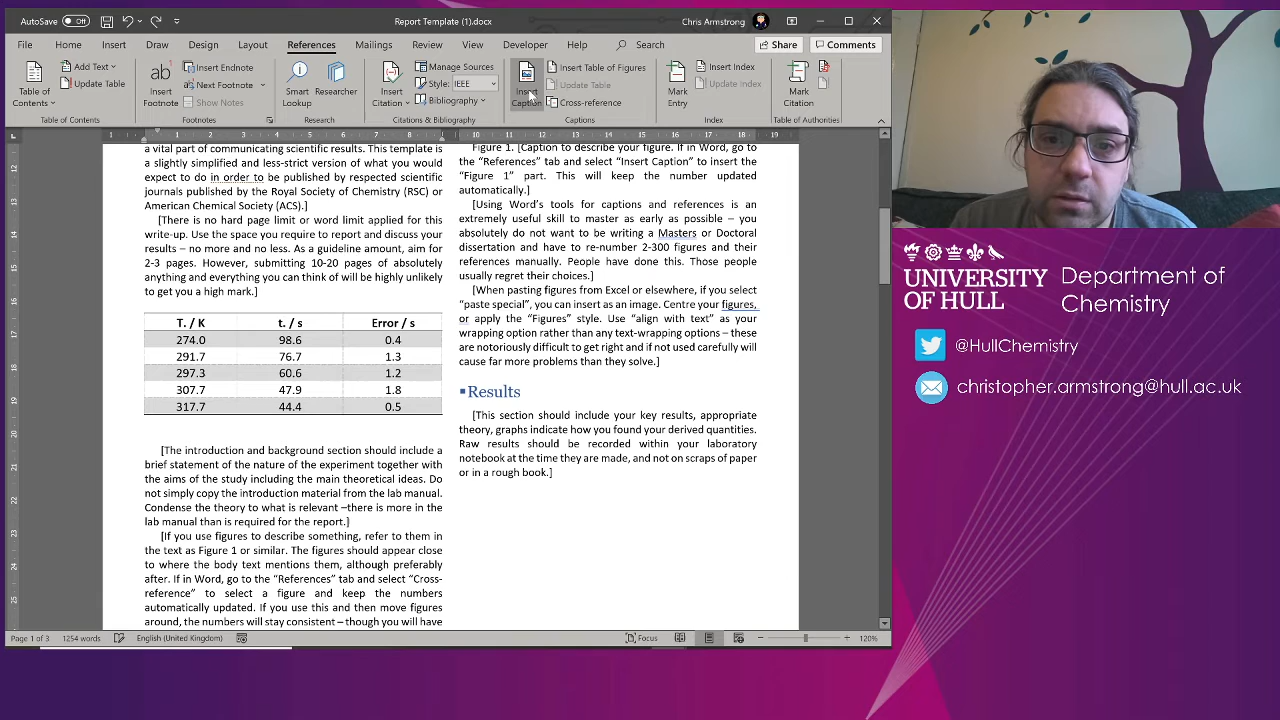 AutoSave Off
Report Template (1).docx
Chris Armstrong
File Home Insert Draw Design Layout References Mailings Review View Developer Help Search
Share Comments
Table of Contents
Add Text
Update Table
Table of Contents
ab
Insert Footnote
Insert Endnote
Next Footnote
Show Notes
Footnotes
Smart Lookup
Researcher
Research
Insert Citation
Manage Sources
Style: IEEE
Bibliography
Citations & Bibliography
Insert Caption
Insert Table of Figures
Update Table
Cross-reference
Captions
Mark Entry
Insert Index
Update Index
Index
Mark Citation
Table of Authorities
a vital part of communicating scientific results. This template is
a slightly simplified and less-strict version of what you would
expect to do in order to be published by respected scientific
journals published by the Royal Society of Chemistry (RSC) or
American Chemical Society (ACS).]
[There is no hard page limit or word limit applied for this
write-up. Use the space you require to report and discuss your
results – no more and no less. As a guideline amount, aim for
2-3 pages. However submitting 10-20 pages of absolutely
anything and everything you can think of will be highly unlikely
to get you a high mark.]
T. / K t. / s Error / s
274.0 98.6 0.4
291.7 76.7 1.3
297.3 60.6 1.2
307.7 47.9 1.8
317.7 44.4 0.5
[The introduction and background section should include a
brief statement of the nature of the experiment together with
the aims of the study including the main theoretical ideas. Do
not simply copy the introduction material from the lab manual.
Condense the theory to what is relevant –there is more in the
lab manual than is required for the report.]
[If you use figures to describe something, refer to them in
the text as Figure 1 or similar. The figures should appear close
to where the body text mentions them, although preferably
after. If in Word, go to the “References” tab and select “Cross-
reference” to select a figure and keep the numbers
automatically updated. If you use this and then move figures
around, the numbers will stay consistent – though you will have
Figure 1. [Caption to describe your figure. If in Word, go to
the “References” tab and select “Insert Caption” to insert the
“Figure 1” part. This will keep the number updated
automatically.]
[Using Word’s tools for captions and references is an
extremely useful skill to master as early as possible – you
absolutely do not want to be writing a Masters or Doctoral
dissertation and have to re-number 2-300 figures and their
references manually. People have done this. Those people
usually regret their choices.]
[When pasting figures from Excel or elsewhere, if you select
“paste special”, you can insert as an image. Centre your figures,
or apply the “Figures” style. Use “align with text” as your
wrapping option rather than any text-wrapping options – these
are notoriously difficult to get right and if not used carefully will
cause far more problems than they solve.]
Results
[This section should include your key results, appropriate
theory, graphs indicate how you found your derived quantities.
Raw results should be recorded within your laboratory
notebook at the time they are made, and not on scraps of paper
or in a rough book.]
Page 1 of 3 1254 words English (United Kingdom)
Focus
120%
UNIVERSITY OF HULL
Department of Chemistry
@HullChemistry
christopher.armstrong@hull.ac.uk